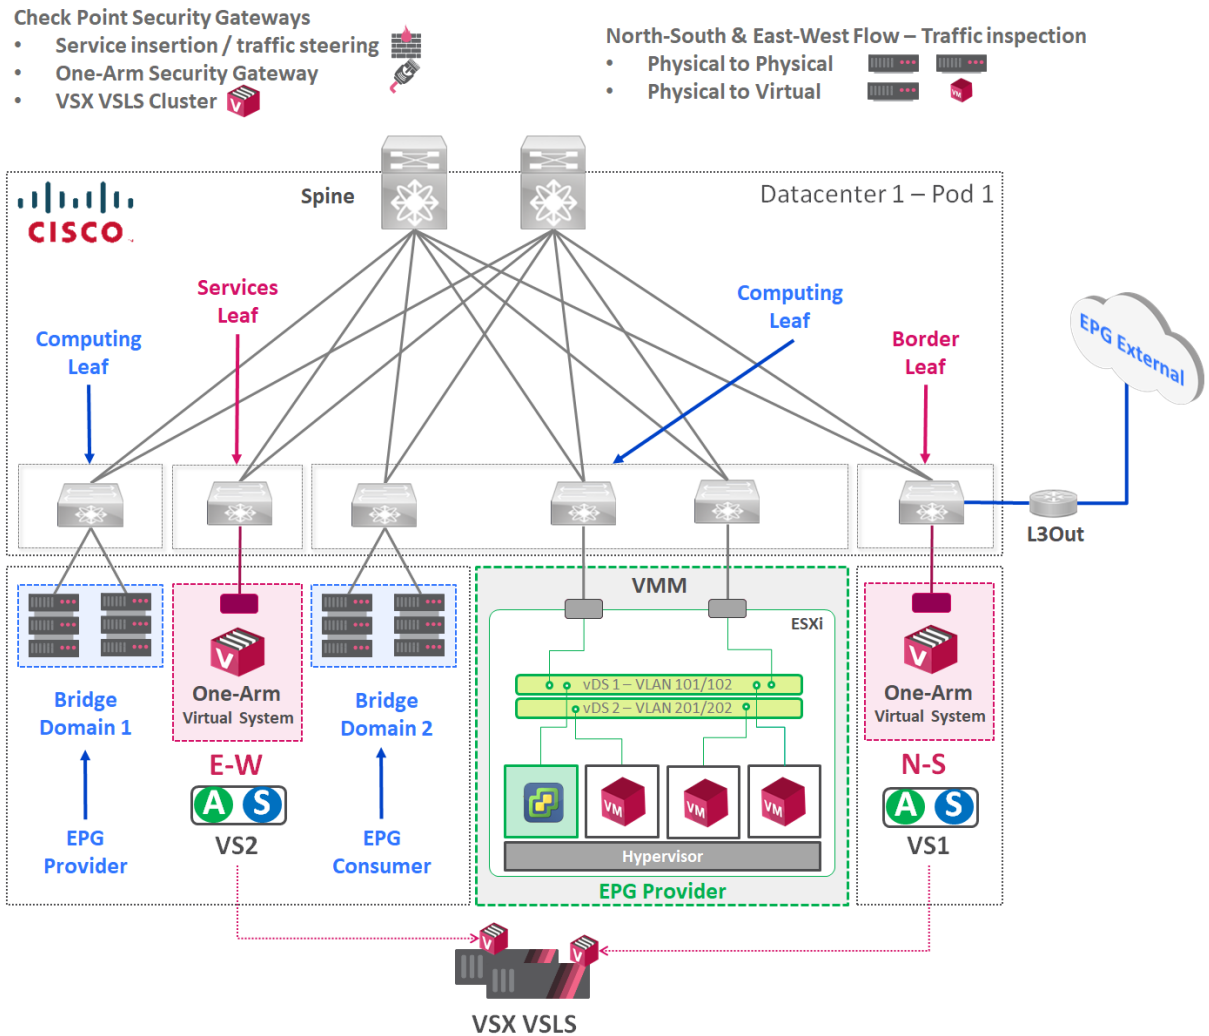 Check Point Security Gateways
• Service insertion / traffic steering
• One-Arm Security Gateway
• VSX VSLS Cluster
North-South & East-West Flow – Traffic inspection
• Physical to Physical
• Physical to Virtual
VM
V
CISCO
Spine
Datacenter 1 – Pod 1
Services
Leaf
Computing
Leaf
Computing
Leaf
Border
Leaf
EPG External
L3Out
VMM
ESXi
V
One-Arm
Virtual System
Bridge
Domain 1
Bridge
Domain 2
vDS 1 – VLAN 101/102
vDS 2 – VLAN 201/202
V
One-Arm
Virtual System
E-W
A S
VS2
N-S
A S
VS1
EPG
Provider
EPG
Consumer
VM
VM
VM
Hypervisor
EPG Provider
V
V
VSX VSLS